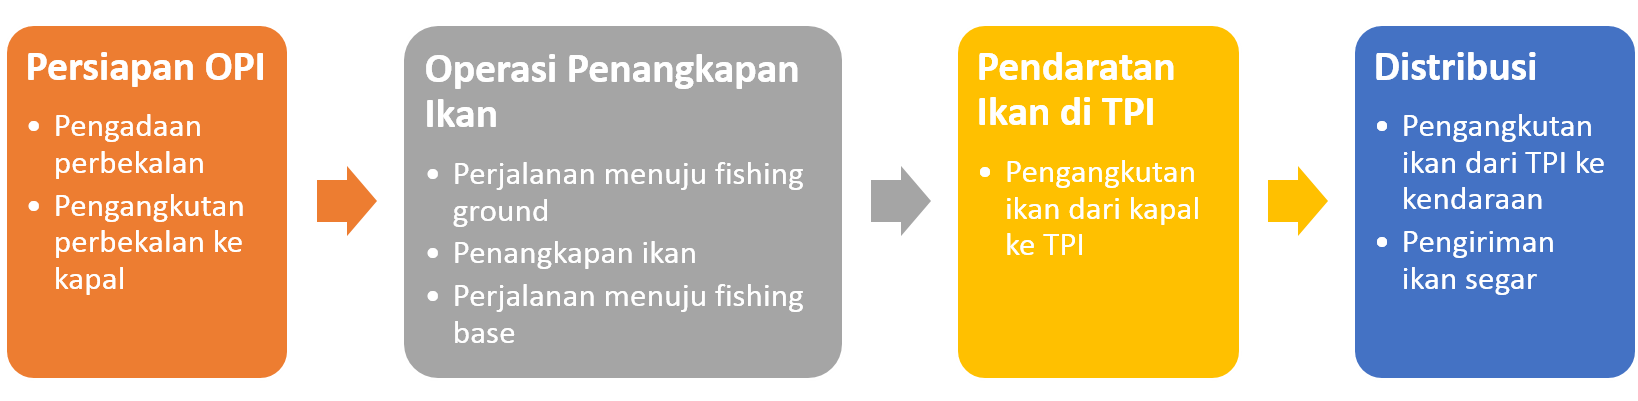 Persiapan OPI
• Pengadaan
perbekalan
• Pengangkutan
perbekalan ke
kapal
Operasi Penangkapan
Ikan
• Perjalanan menuju fishing
ground
• Penangkapan ikan
• Perjalanan menuju fishing
base
Pendaratan
Ikan di TPI
• Pengangkutan
ikan dari kapal
ke TPI
Distribusi
• Pengangkutan
ikan dari TPI ke
kendaraan
• Pengiriman
ikan segar